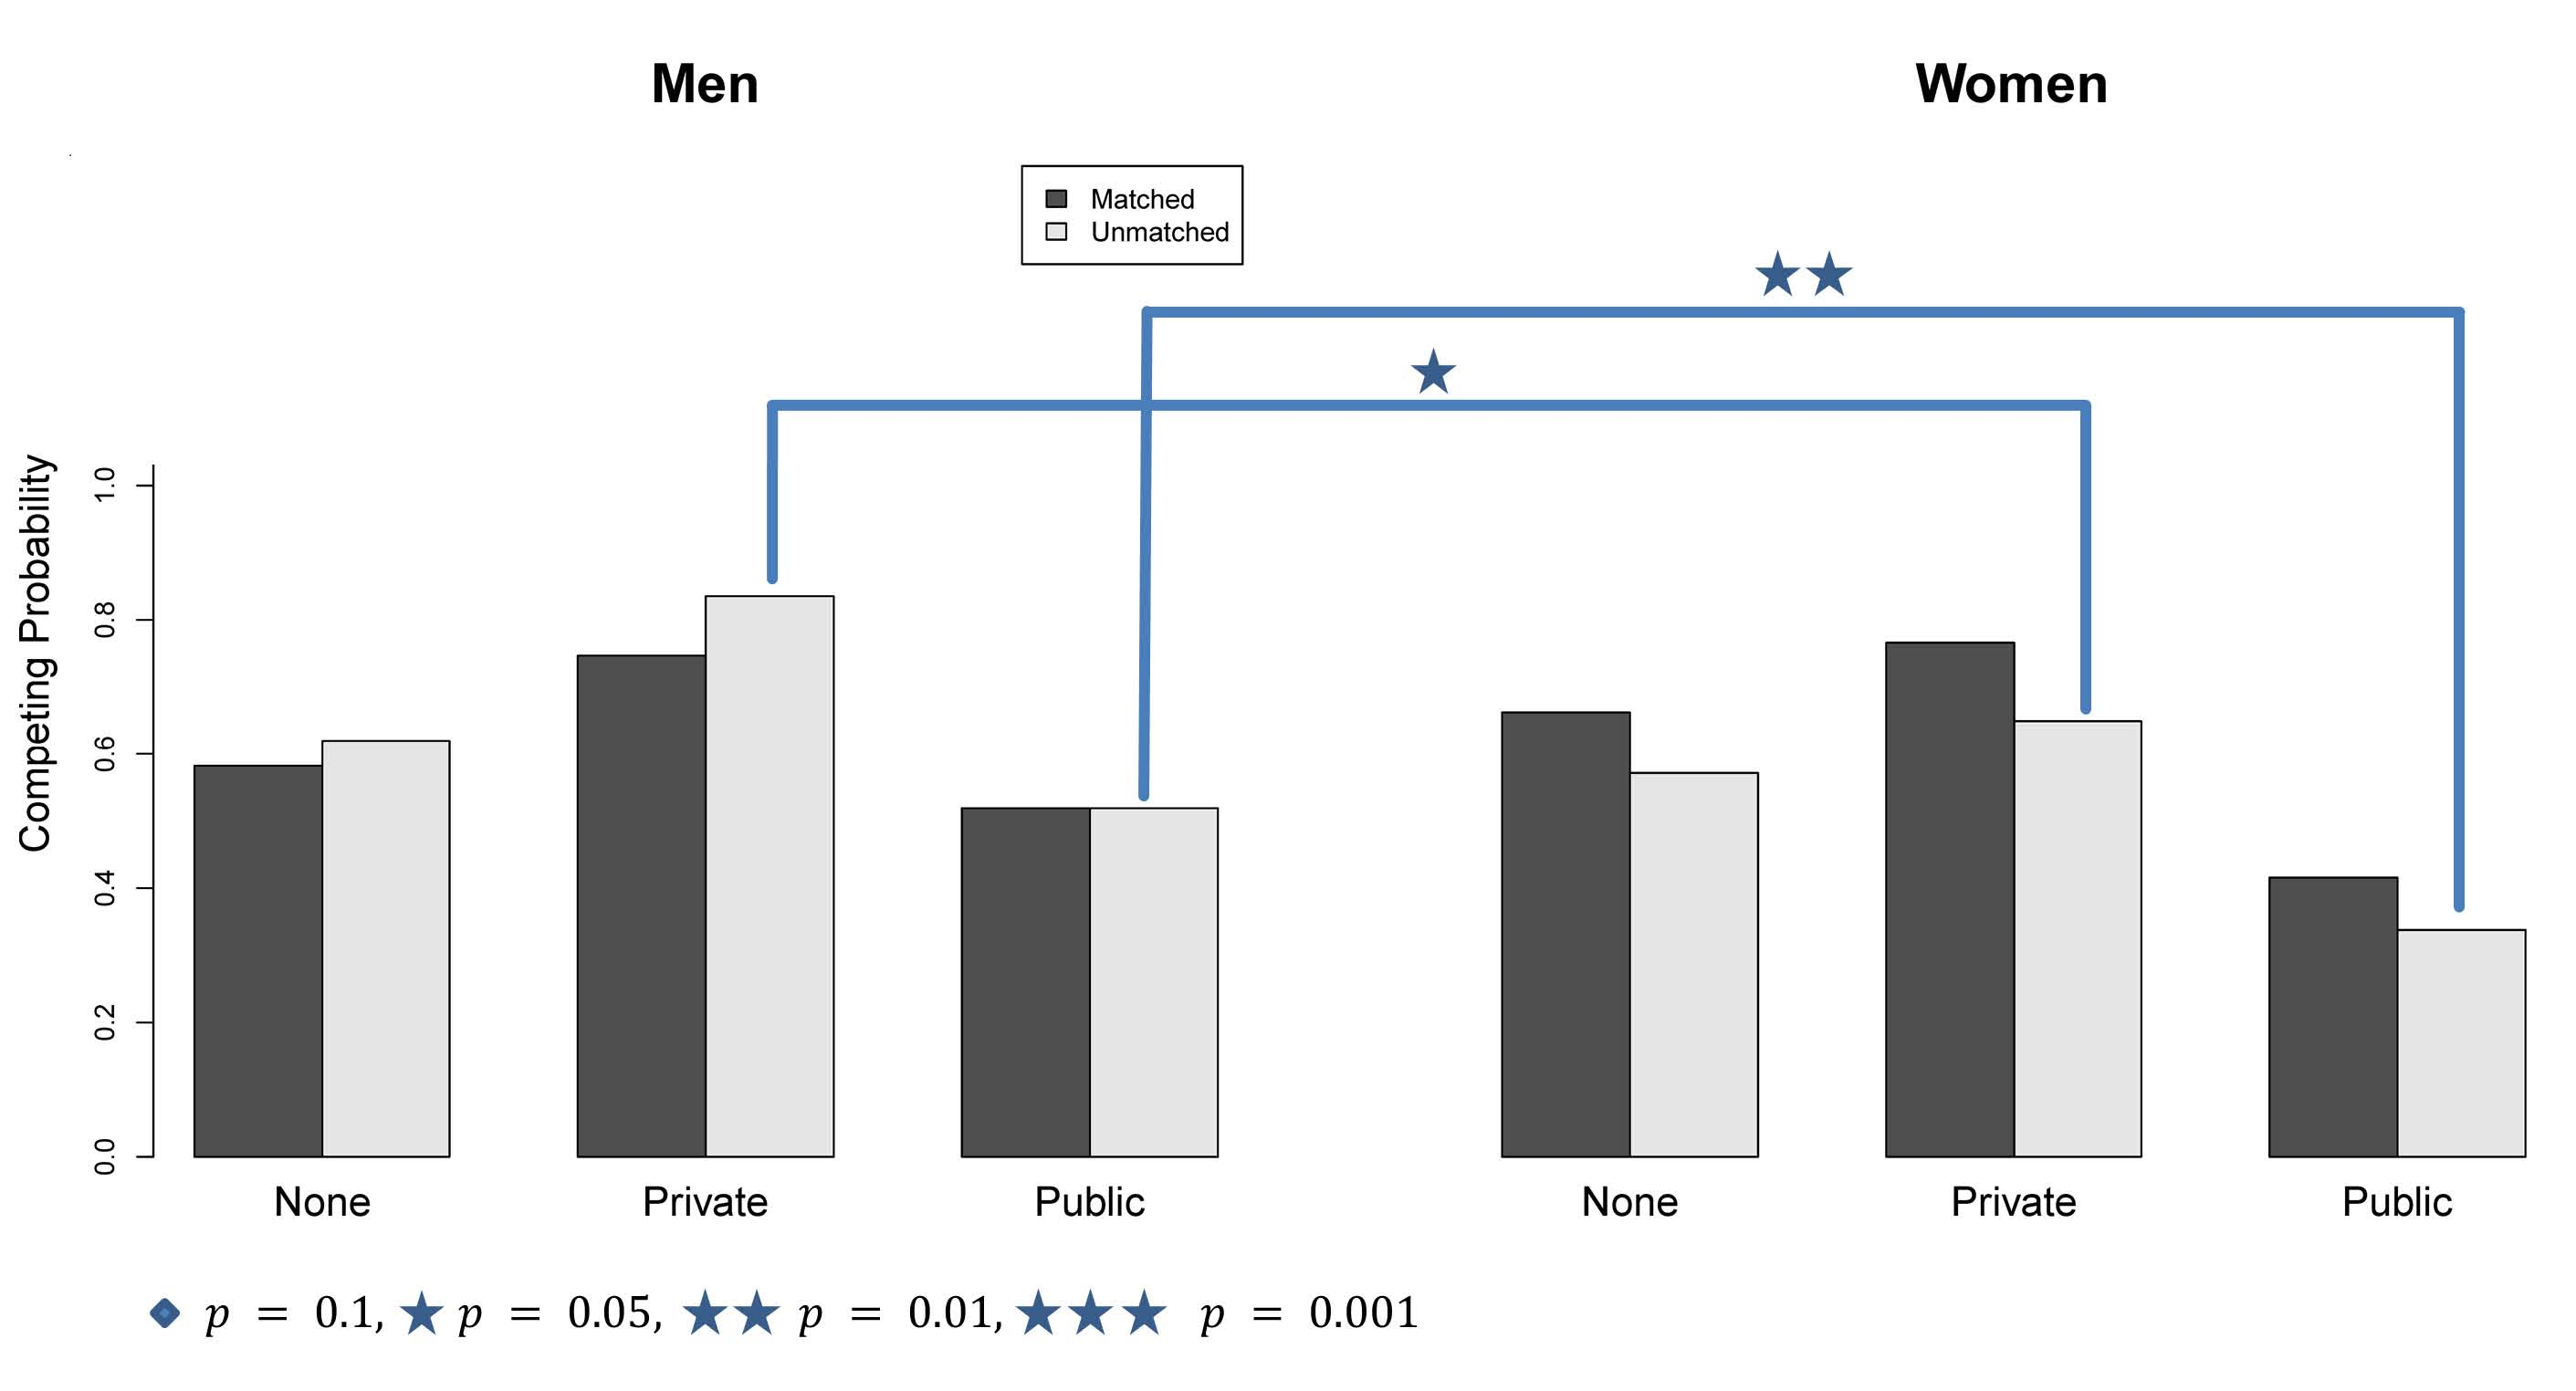 Men
Women
Matched
Unmatched
Competing Probability
1.0
0.8
0.6
0.4
0.2
0.0
None Private Public None Private Public
p = 0.1, p = 0.05, p = 0.01, p = 0.001